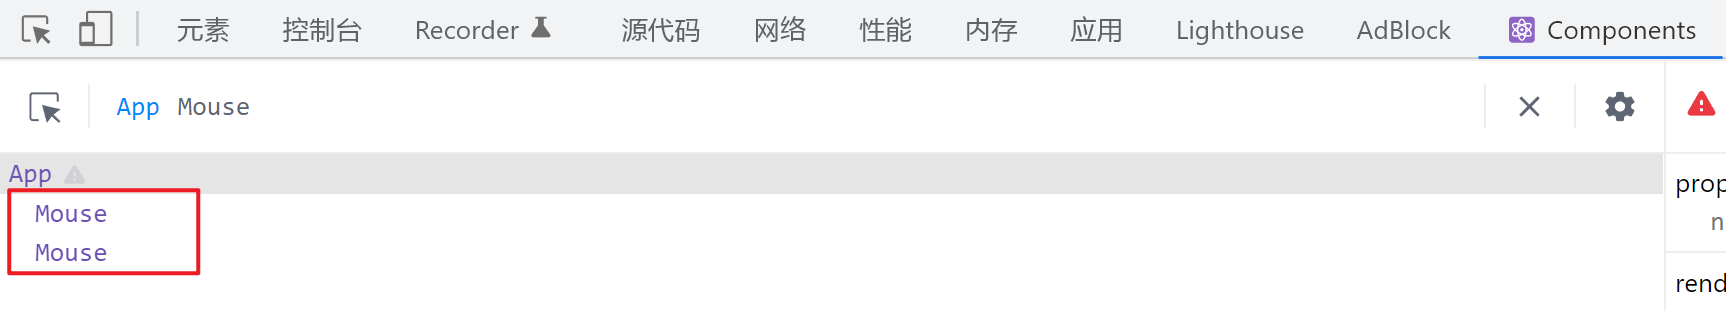 元素 控制台 Recorder 源代码 网络 性能 内存 应用 Lighthouse AdBlock Components
App Mouse
App
prop
Mouse
n
Mouse
rend